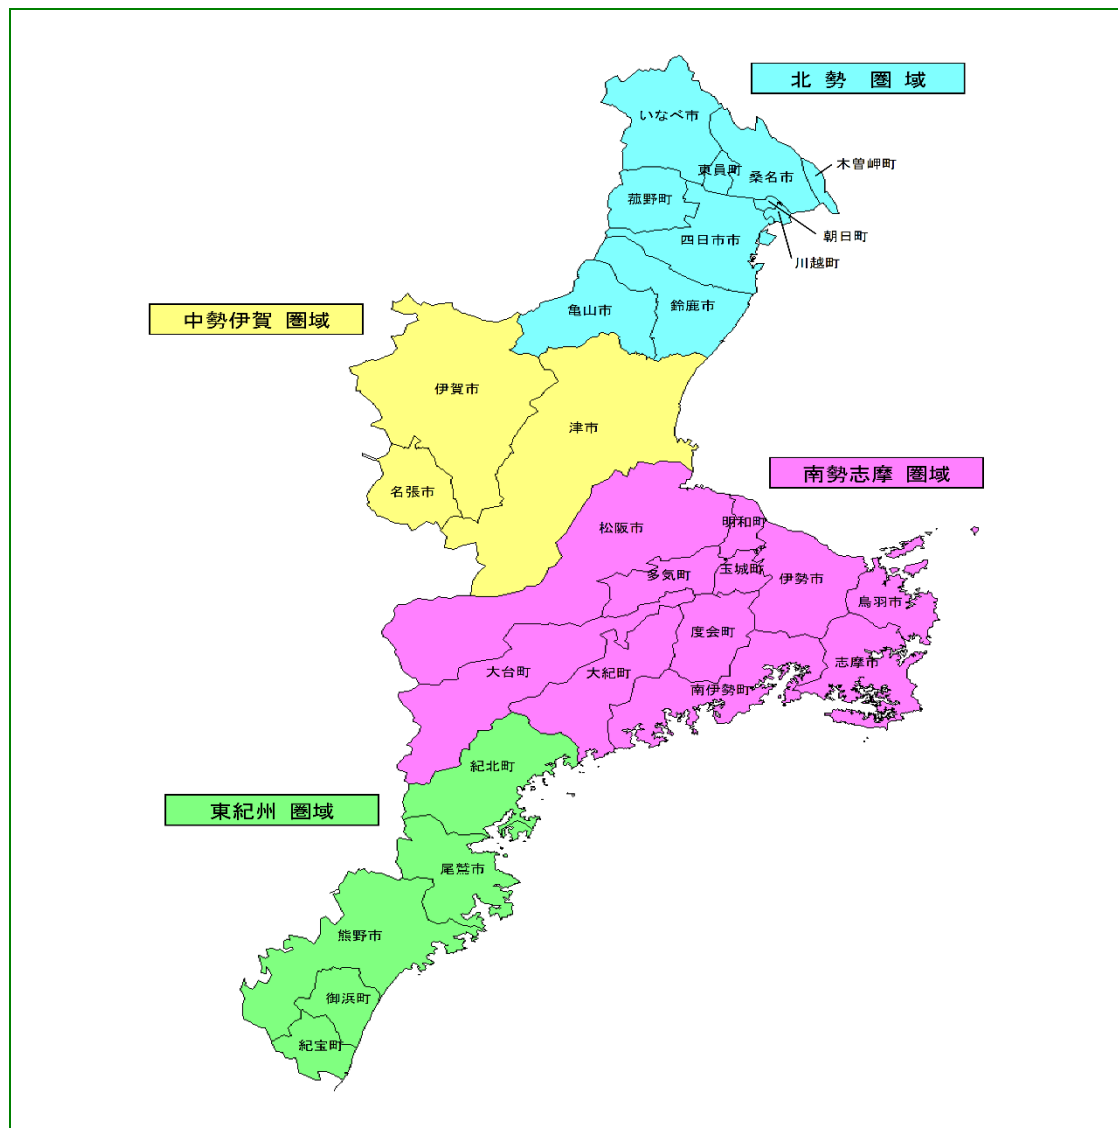 北勢 圏域
いなべ市
東員町
桑名市
木曽岬町
菰野町
四日市市
朝日町
川越町
亀山市
鈴鹿市
中勢伊賀 圏域
伊賀市
津市
名張市
南勢志摩 圏域
松阪市
明和町
多気町
玉城町
伊勢市
鳥羽市
度会町
志摩市
大台町
大紀町
南伊勢町
東紀州 圏域
紀北町
尾鷲市
熊野市
御浜町
紀宝町